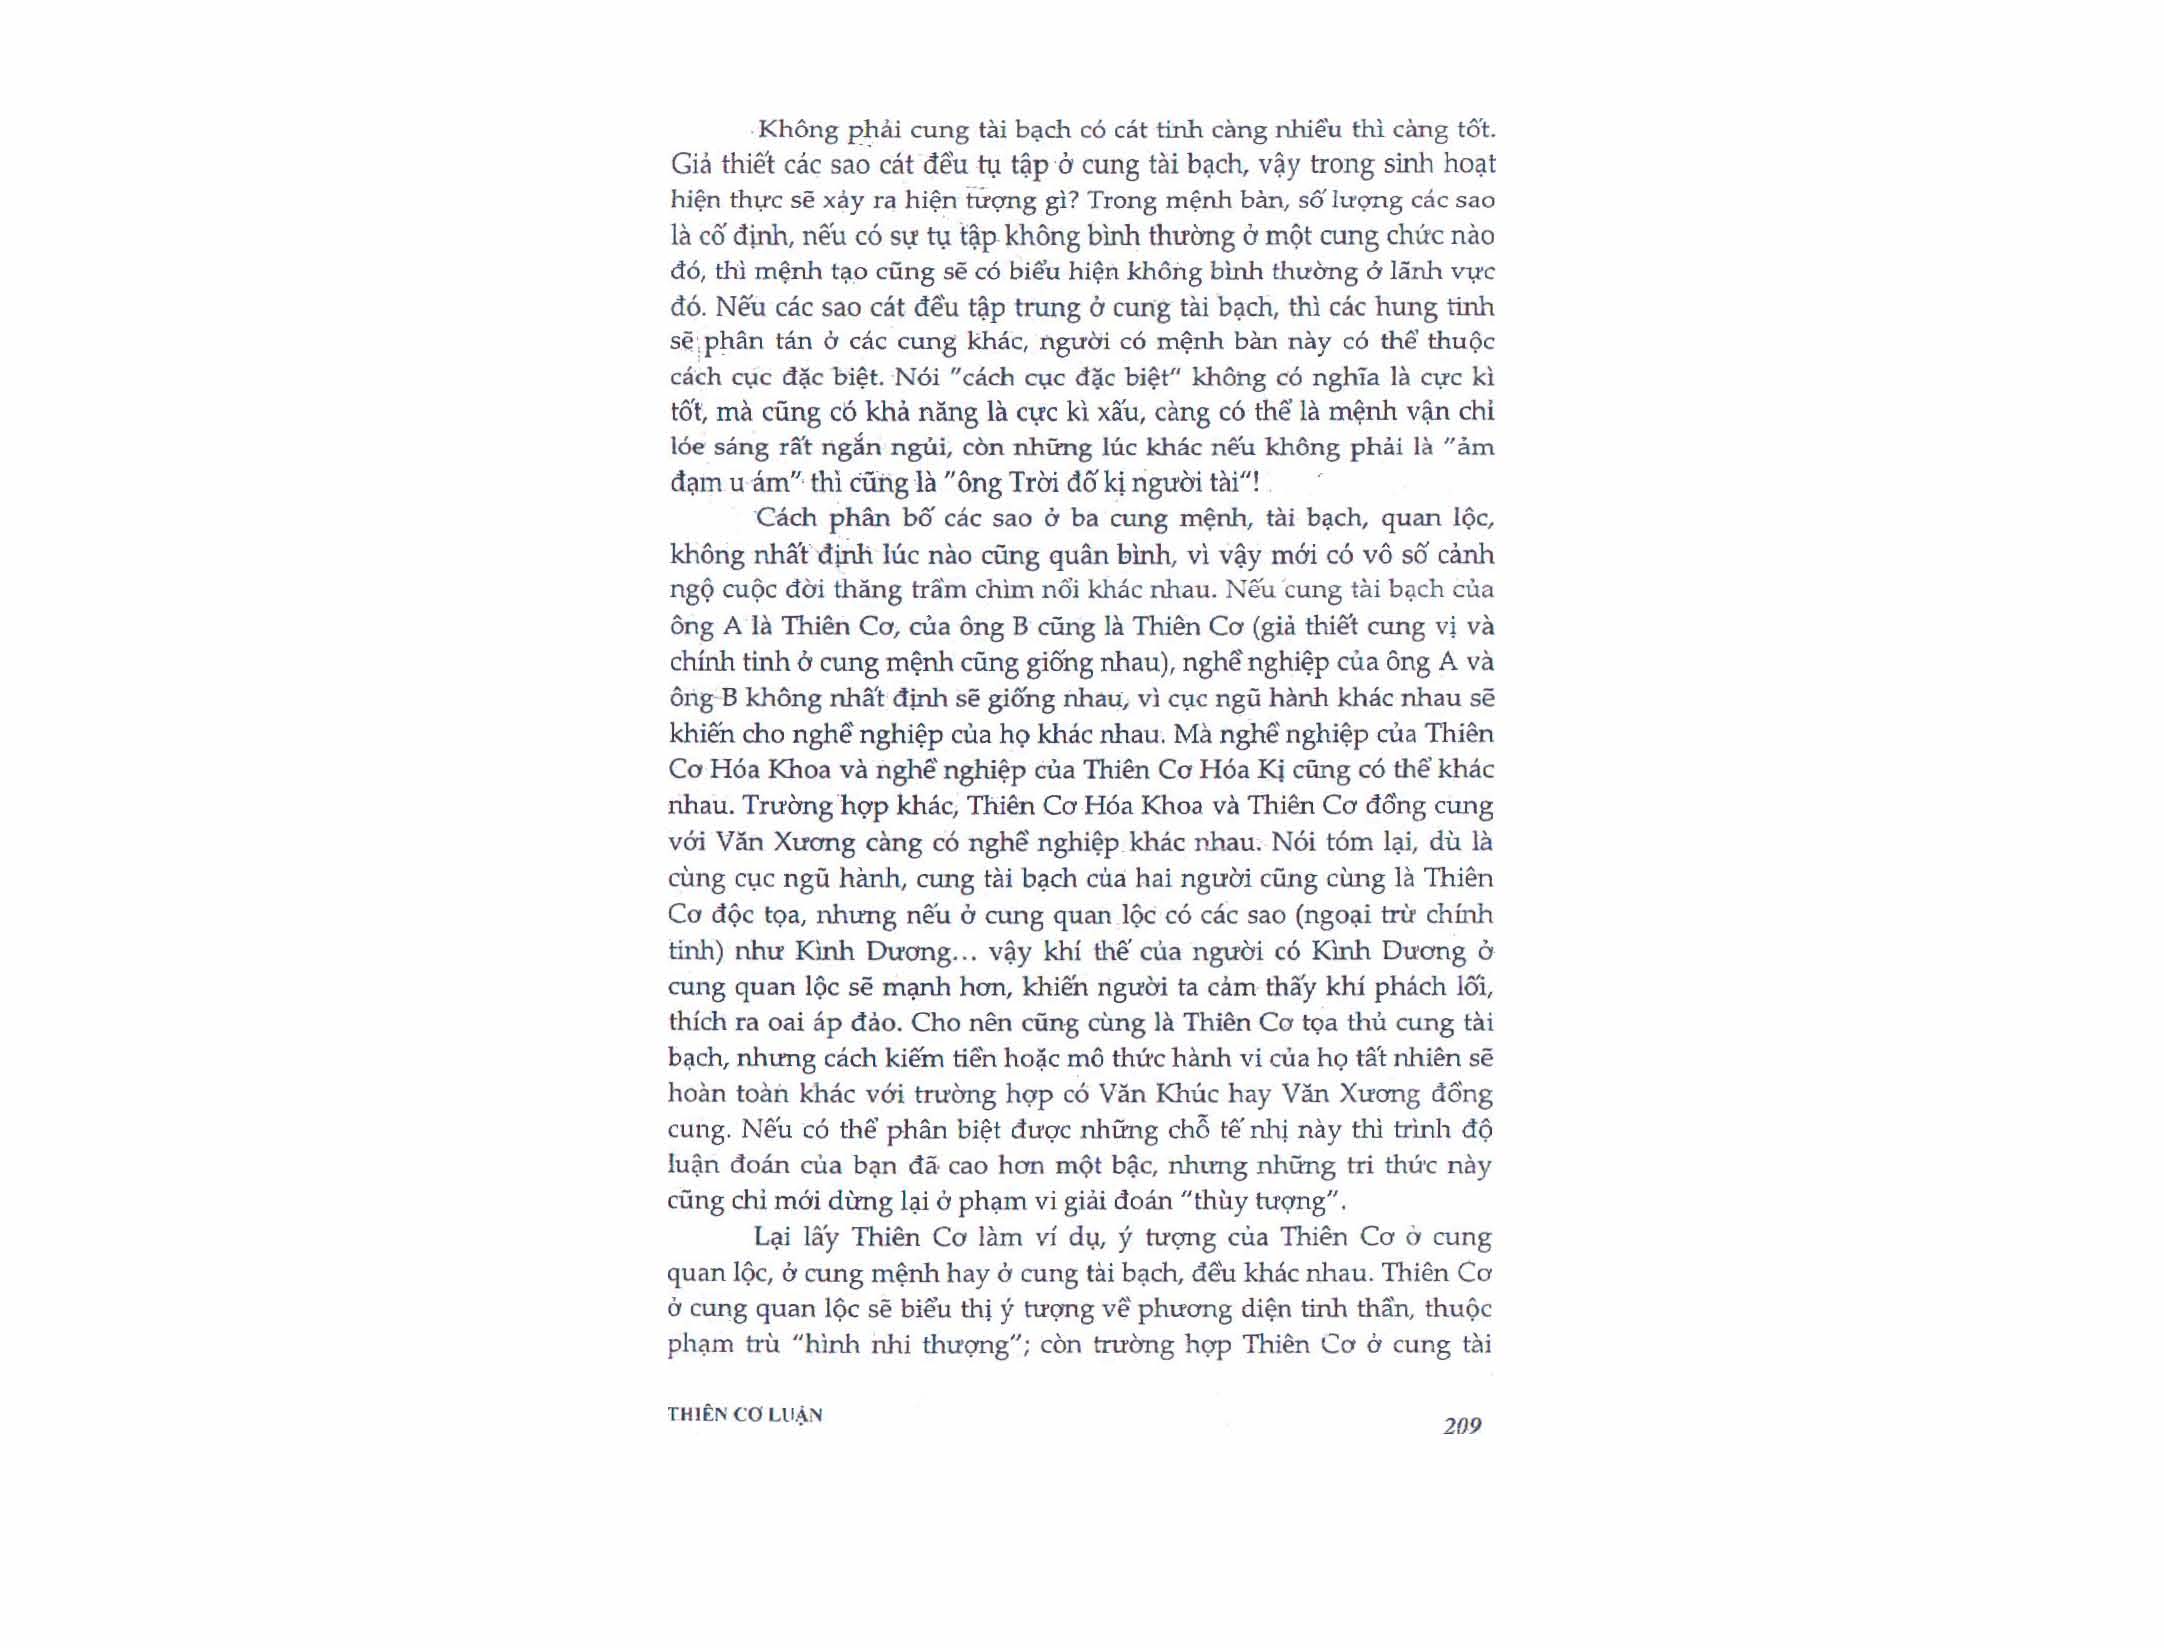 Không phải cung tài bạch có cát tinh càng nhiều thì càng tốt.
Giả thiết các sao cát đều tụ tập ở cung tài bạch, vậy trong sinh hoạt
hiện thực sẽ xảy ra hiện tượng gì? Trong mệnh bàn, số lượng các sao
là cố định, nếu có sự tụ tập không bình thường ở một cung chức nào
đó, thì mệnh tạo cũng sẽ có biểu hiện không bình thường ở lãnh vực
đó. Nếu các sao cát đều tập trung ở cung tài bạch, thì các hung tinh
sẽ phân tán ở các cung khác, người có mệnh bàn này có thể thuộc
cách cục đặc biệt. Nói "cách cục đặc biệt" không có nghĩa là cực kì
tốt, mà cũng có khả năng là cực kì xấu, càng có thể là mệnh vận chỉ
lóe sáng rất ngắn ngủi, còn những lúc khác nếu không phải là "ảm
đạm u ám" thì cũng là "ông Trời đố kị người tài"!
Cách phân bố các sao ở ba cung mệnh, tài bạch, quan lộc,
không nhất định lúc nào cũng quân bình, vì vậy mới có vô số cảnh
ngộ cuộc đời thăng trầm chìm nổi khác nhau. Nếu cung tài bạch của
ông A là Thiên Cơ, của ông B cũng là Thiên Cơ (giả thiết cung vị và
chính tinh ở cung mệnh cũng giống nhau), nghề nghiệp của ông A và
ông B không nhất định sẽ giống nhau, vì cục ngũ hành khác nhau sẽ
khiến cho nghề nghiệp của họ khác nhau. Mà nghề nghiệp của Thiên
Cơ Hóa Khoa và nghề nghiệp của Thiên Cơ Hóa Kị cũng có thể khác
nhau. Trường hợp khác, Thiên Cơ Hóa Khoa và Thiên Cơ đồng cung
với Văn Xương càng có nghề nghiệp khác nhau. Nói tóm lại, dù là
cùng cục ngũ hành, cung tài bạch của hai người cũng cùng là Thiên
Cơ độc tọa, nhưng nếu ở cung quan lộc có các sao (ngoại trừ chính
tinh) như Kình Dương... vậy khí thế của người có Kình Dương ở
cung quan lộc sẽ mạnh hơn, khiến người ta cảm thấy khí phách lối,
thích ra oai áp đảo. Cho nên cũng cùng là Thiên Cơ tọa thủ cung tài
bạch, nhưng cách kiếm tiền hoặc mô thức hành vi của họ tất nhiên sẽ
hoàn toàn khác với trường hợp có Văn Khúc hay Văn Xương đồng
cung. Nếu có thể phân biệt được những chỗ tế nhị này thì trình độ
luận đoán của bạn đã cao hơn một bậc, nhưng những tri thức này
cũng chỉ mới dừng lại ở phạm vi giải đoán "thùy tượng".
Lại lấy Thiên Cơ làm ví dụ, ý tượng của Thiên Cơ ở cung
quan lộc, ở cung mệnh hay ở cung tài bạch, đều khác nhau. Thiên Cơ
ở cung quan lộc sẽ biểu thị ý tượng về phương diện tinh thần, thuộc
phạm trù "hình nhi thượng"; còn trường hợp Thiên Cơ ở cung tài
THIÊN CƠ LUẬN
209